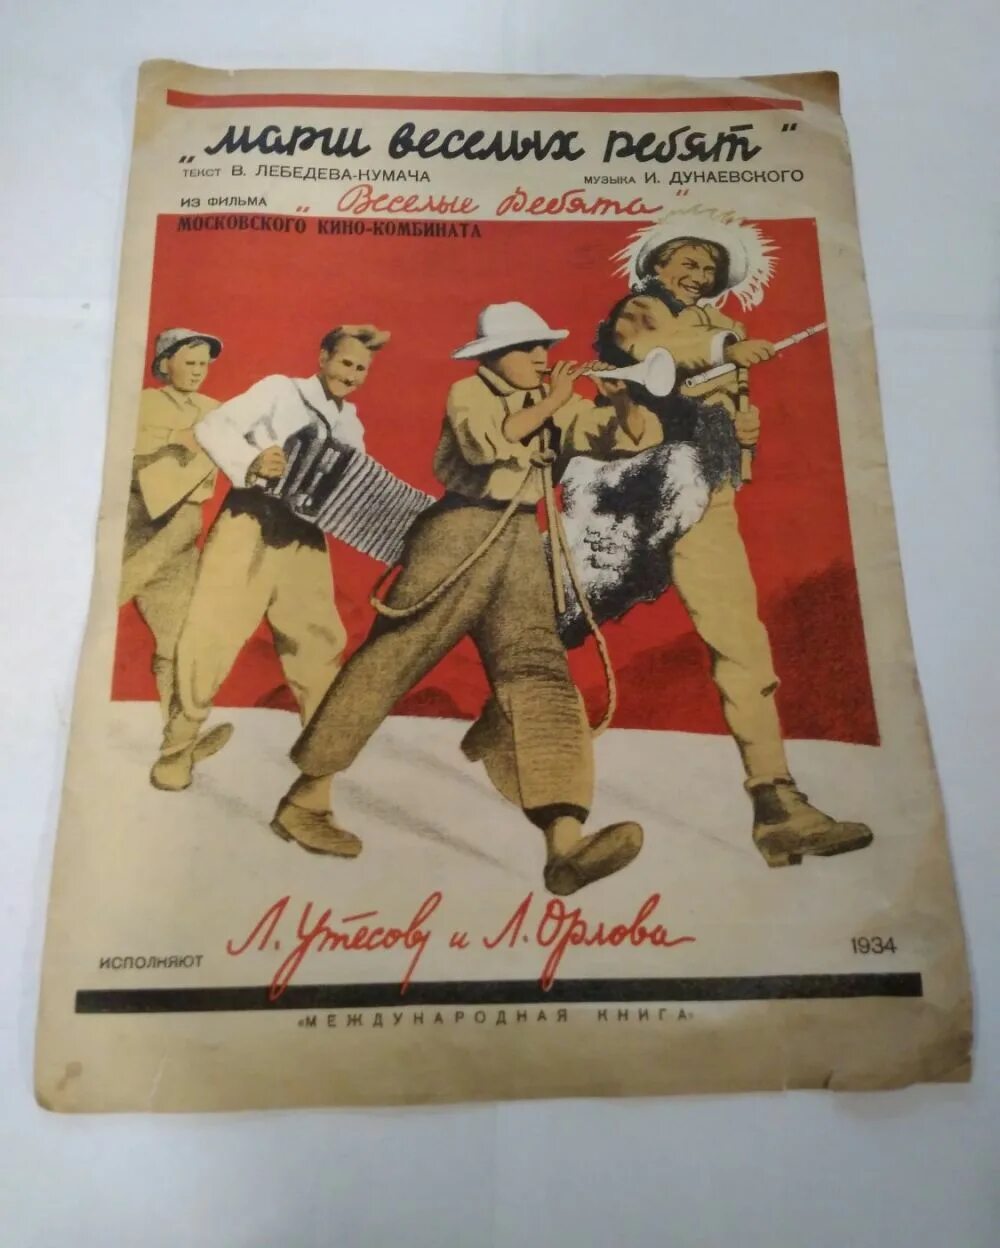 „марш веселых ребят"
ТЕКСТ В. ЛЕБЕДЕВА-КУМАЧА МУЗЫКА И. ДУНАЕВСКОГО
ИЗ ФИЛЬМА „Веселые Ребята"
МОСКОВСКОГО КИНО-КОМБИНАТА
ИСПОЛНЯЮТ Л. Утесов и Л. Орлова 1934
«МЕЖДУНАРОДНАЯ КНИГА»